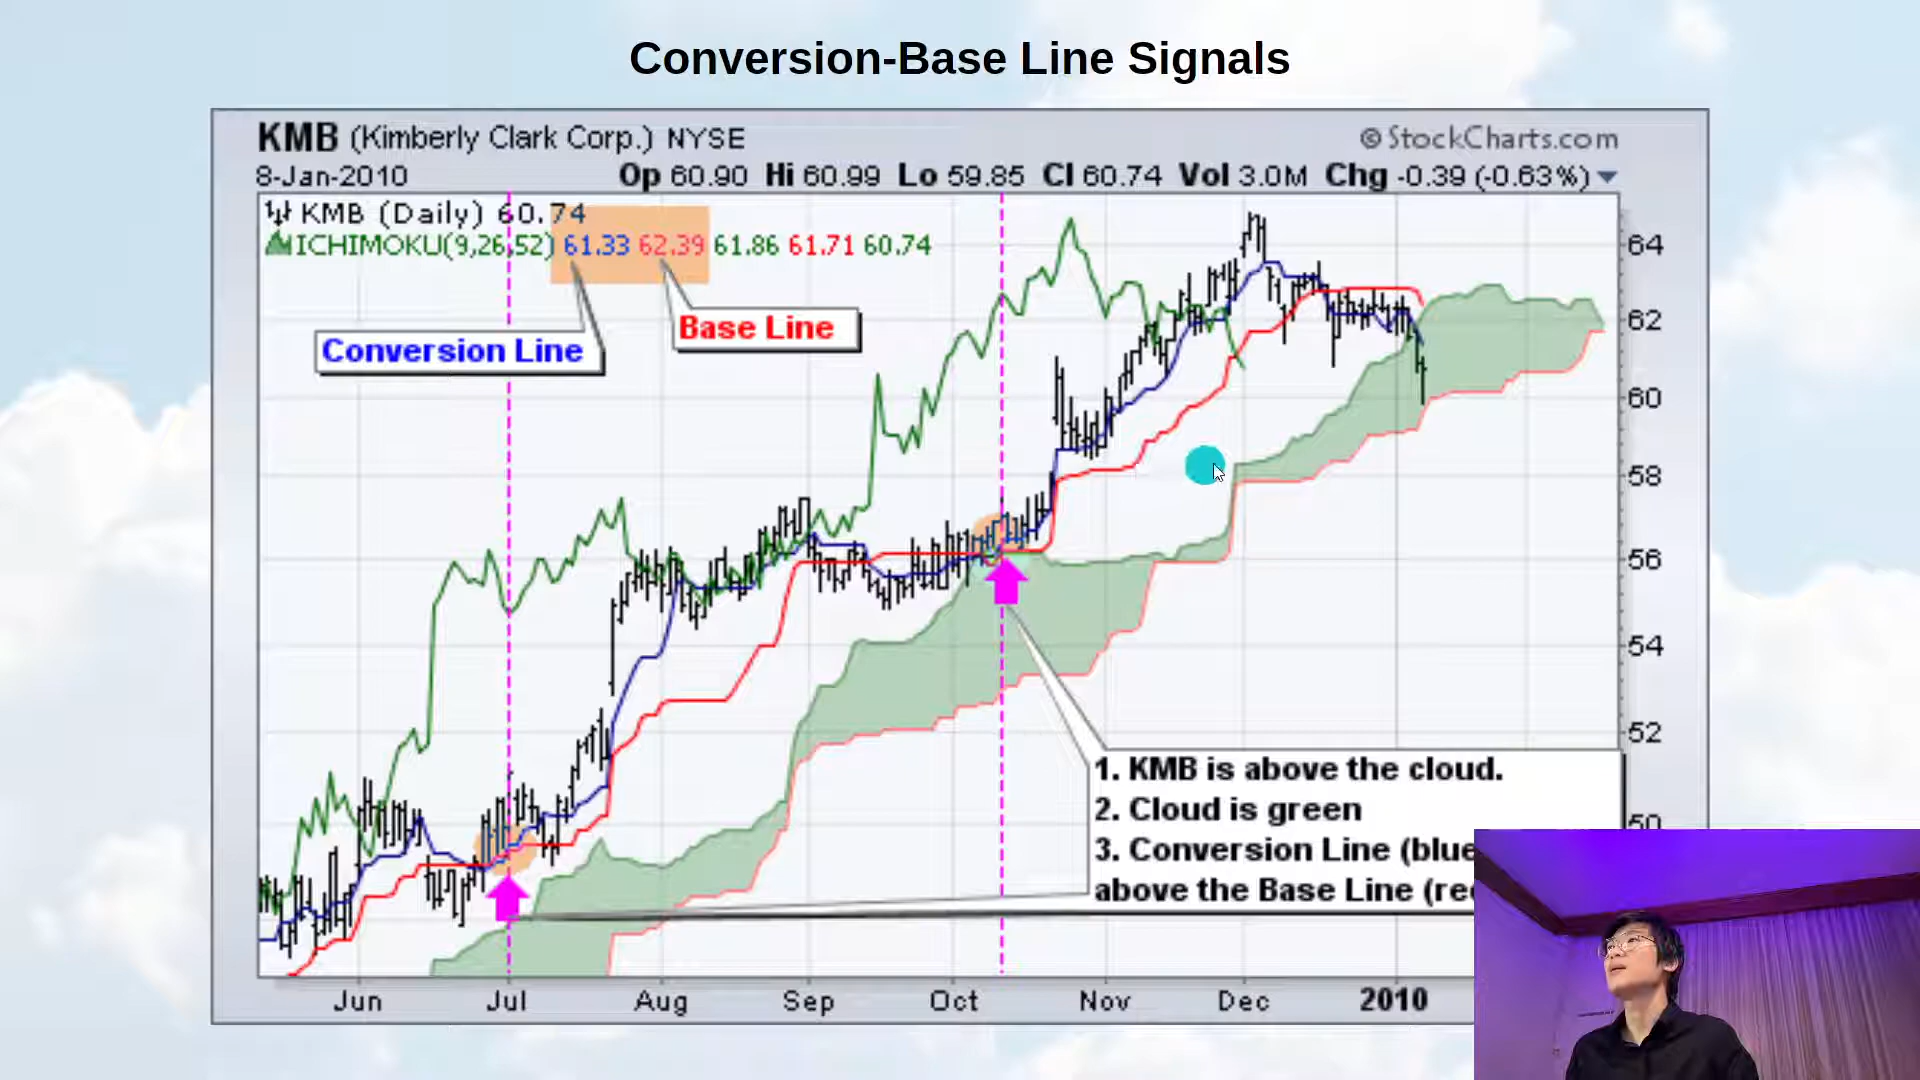 Conversion-Base Line Signals
KMB (Kimberly Clark Corp.) NYSE
© StockCharts.com
8-Jan-2010
Op 60.90 Hi 60.99 Lo 59.85 Cl 60.74 Vol 3.0M Chg -0.39 (-0.63%)
KMB (Daily) 60.74
ICHIMOKU(9,26,52) 61.33 62.39 61.86 61.71 60.74
Conversion Line
Base Line
64
62
60
58
56
54
52
50
1. KMB is above the cloud.
2. Cloud is green
3. Conversion Line (blue
above the Base Line (re
Jun Jul Aug Sep Oct Nov Dec 2010